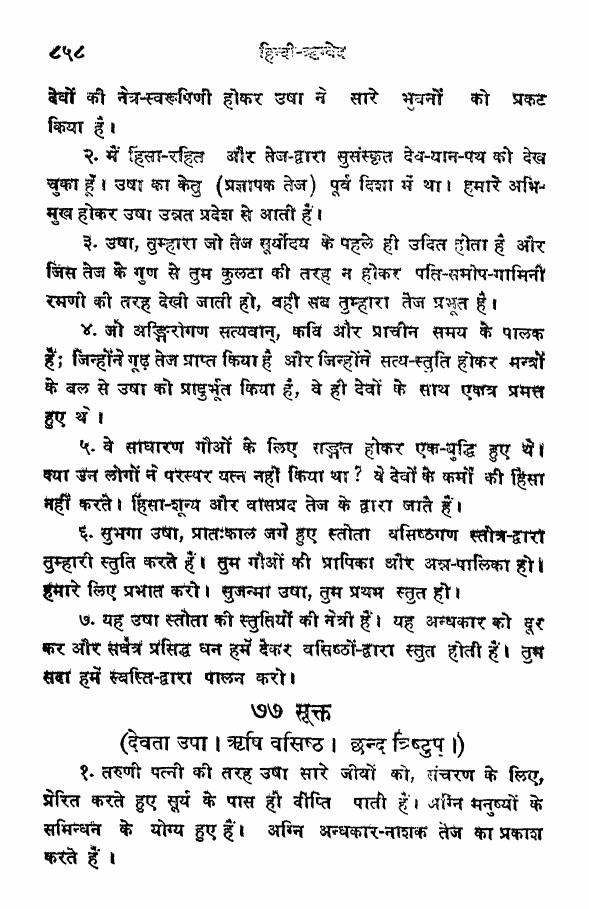 ८५८ हिन्दी-ऋग्वेद
देवों की नेत्र-स्वरूपिणी होकर उषा ने सारे भुवनों को प्रकट
किया है।
२. मैं हिंसा-रहित और तेज-द्वारा सुसंस्कृत देव-यान-पथ को देख
चुका हूँ। उषा का केतु (प्रज्ञापक तेज) पूर्व दिशा में था। हमारे अभि-
मुख होकर उषा उन्नत प्रदेश से आती हैं।
३. उषा, तुम्हारा जो तेज सूर्योदय के पहले ही उदित होता है और
जिस तेज के गुण से तुम कुलटा की तरह न होकर पति-समीप-गामिनी
रमणी की तरह देखी जाती हो, वही सब तुम्हारा तेज प्रभूत है।
४. जो अङ्गिरोगण सत्यवान्, कवि और प्राचीन समय के पालक
हैं; जिन्होंने गूढ़ तेज प्राप्त किया है और जिन्होंने सत्य-स्तुति होकर मन्त्रों
के बल से उषा को प्रादुर्भूत किया है, वे ही देवों के साथ एकत्र प्रमत्त
हुए थे।
५. वे साधारण गौओं के लिए सङ्गत होकर एक-बुद्धि हुए थे।
क्या उन लोगों ने परस्पर यत्न नहीं किया था? वे देवों के कर्मों की हिंसा
नहीं करते। हिंसा-शून्य और वासप्रद तेज के द्वारा जाते हैं।
६. सुभगा उषा, प्रातःकाल जगे हुए स्तोता वसिष्ठगण स्तोत्र-द्वारा
तुम्हारी स्तुति करते हैं। तुम गौओं की प्रापिका और अन्न-पालिका हो।
हमारे लिए प्रभात करो। सुजन्मा उषा, तुम प्रथम स्तुत हो।
७. यह उषा स्तोता की स्तुतियों की नेत्री हैं। यह अन्धकार को दूर
कर और सर्वत्र प्रसिद्ध धन हमें देकर वसिष्ठों-द्वारा स्तुत होती हैं। तुम
सदा हमें स्वस्ति-द्वारा पालन करो।
७७ सूक्त
(देवता उषा। ऋषि वसिष्ठ। छन्द त्रिष्टुप्।)
१. तरुणी पत्नी की तरह उषा सारे जीवों को, संचरण के लिए,
प्रेरित करते हुए सूर्य के पास ही दीप्ति पाती हैं। अग्नि मनुष्यों के
समिन्धन के योग्य हुए हैं। अग्नि अन्धकार-नाशक तेज का प्रकाश
करते हैं।